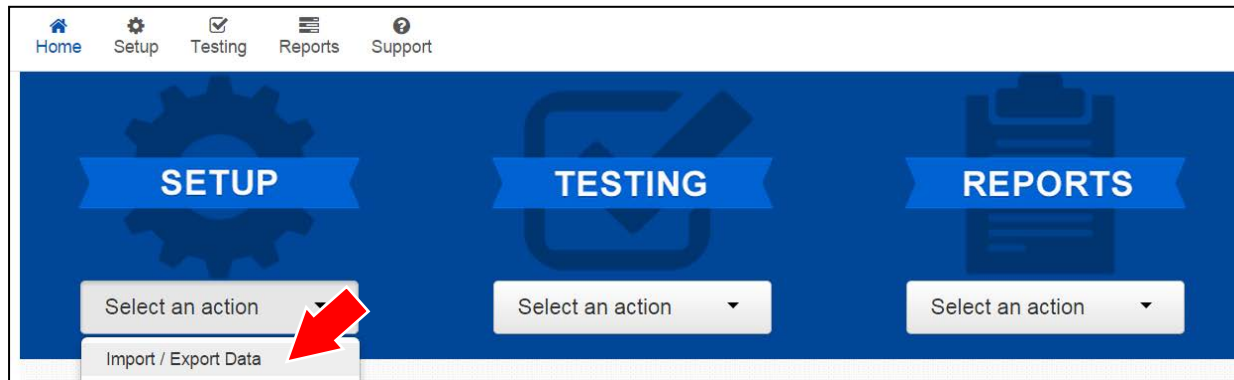 Home Setup Testing Reports Support
SETUP TESTING REPORTS
Select an action Select an action Select an action
Import / Export Data